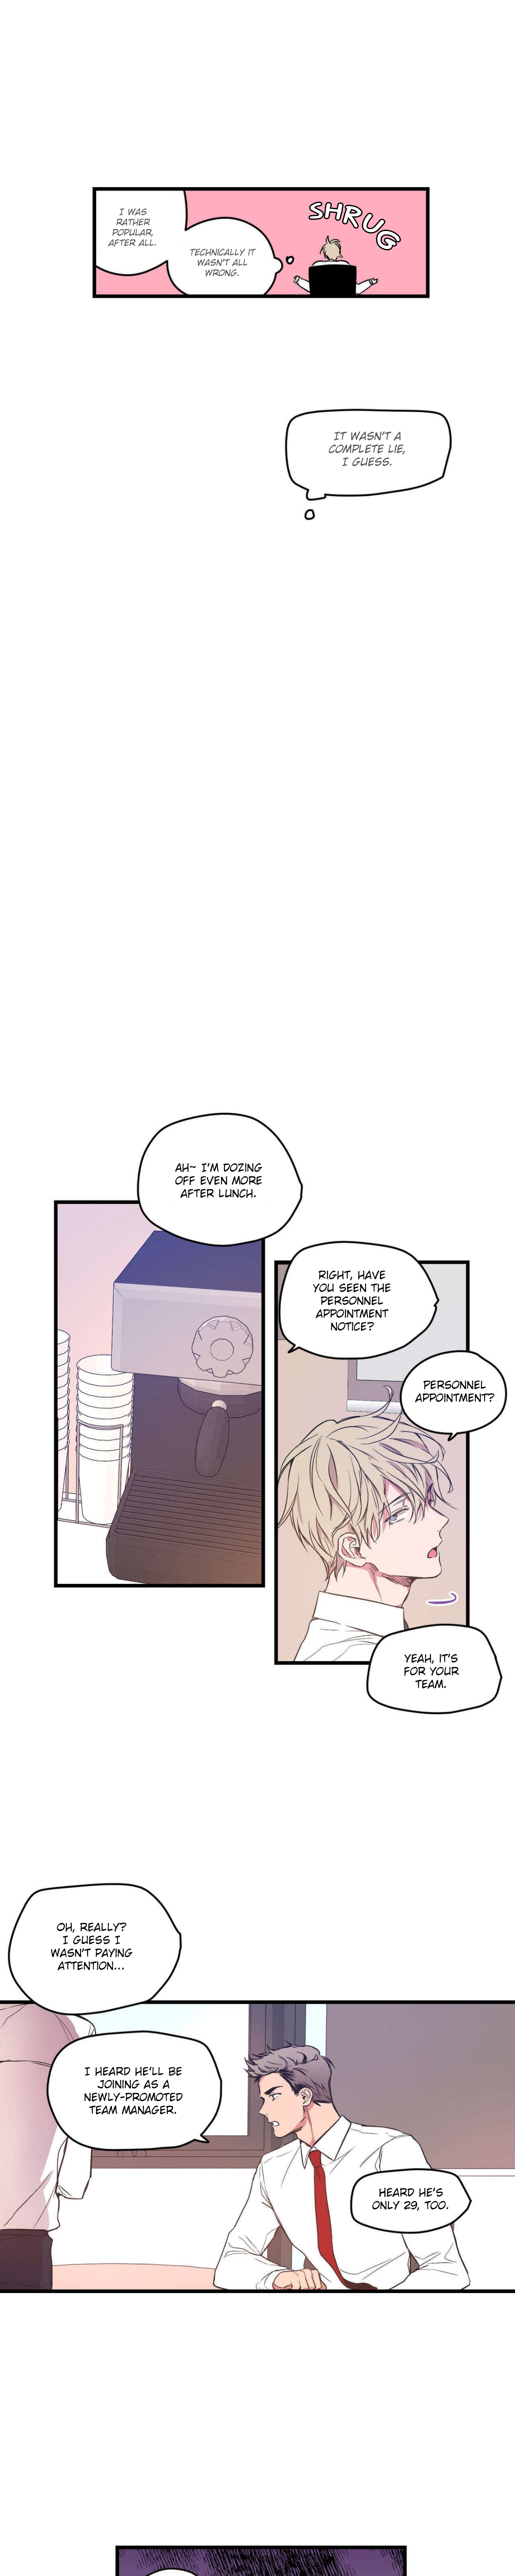 I WAS
RATHER
POPULAR,
AFTER ALL.
TECHNICALLY IT
WASN'T ALL
WRONG.
SHRUG
IT WASN'T A
COMPLETE LIE,
I GUESS.
AH~ I'M DOZING
OFF EVEN MORE
AFTER LUNCH.
RIGHT, HAVE
YOU SEEN THE
PERSONNEL
APPOINTMENT
NOTICE?
PERSONNEL
APPOINTMENT?
YEAH, IT'S
FOR YOUR
TEAM.
OH, REALLY?
I GUESS I
WASN'T PAYING
ATTENTION...
I HEARD HE'LL BE
JOINING AS A
NEWLY-PROMOTED
TEAM MANAGER.
HEARD HE'S
ONLY 29, TOO.